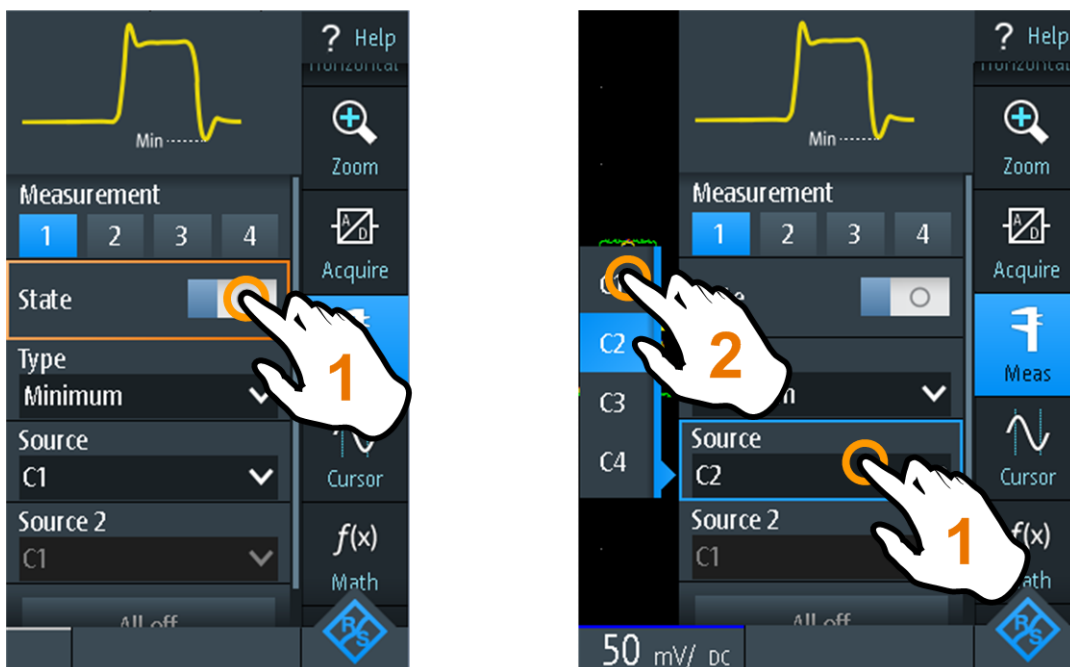 ? Help
Horizontal
Min
Zoom
Measurement
1 2 3 4
Acquire
State
1
Type
Minimum
Source
C1
Cursor
Source 2
C1
f(x)
Math
All off
R/S
? Help
Horizontal
Min
Zoom
Measurement
1 2 3 4
Acquire
C2
2
Meas
C3
Source
C4
C2
Cursor
1
Source 2
C1
All off
50 mV/ DC
R/S